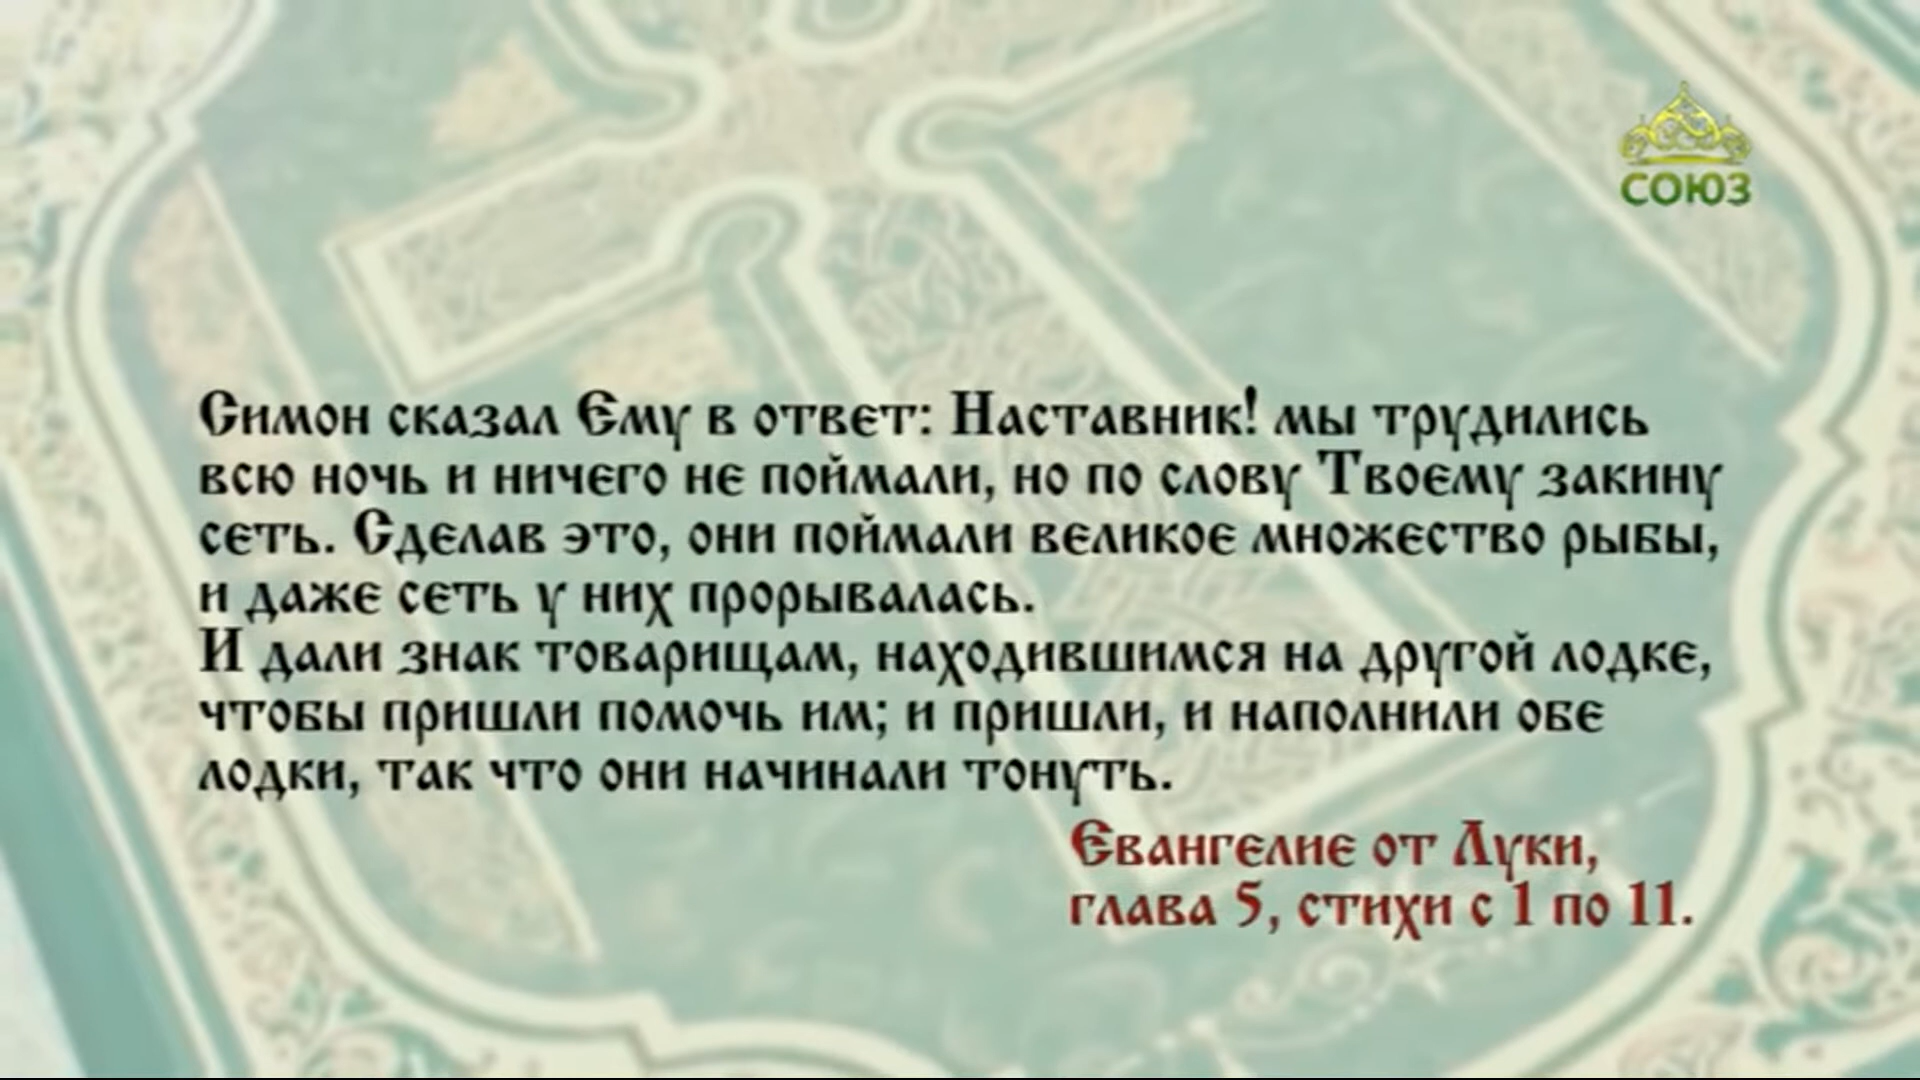 СОЮЗ
Симон сказал Ему в ответ: Наставник! мы трудились
всю ночь и ничего не поймали, но по слову Твоему закину
сеть. Сделав это, они поймали великое множество рыбы,
и даже сеть у них прорывалась.
И дали знак товарищам, находившимся на другой лодке,
чтобы пришли помочь им; и пришли, и наполнили обе
лодки, так что они начинали тонуть.
Евангелие от Луки,
глава 5, стихи с 1 по 11.